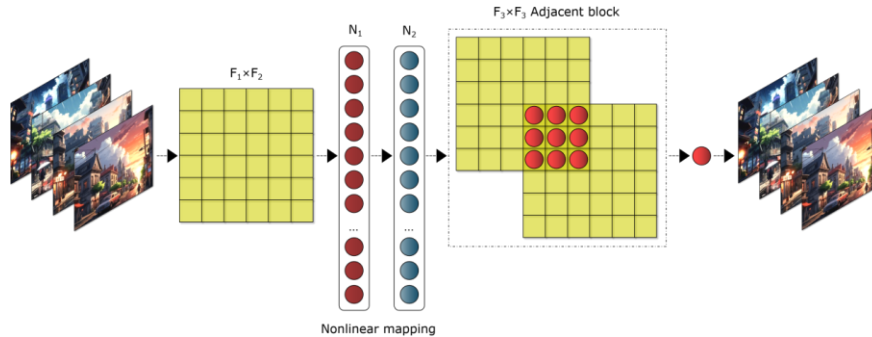 F₃×F₃ Adjacent block
N₁
N₂
F₁×F₂
...
...
Nonlinear mapping